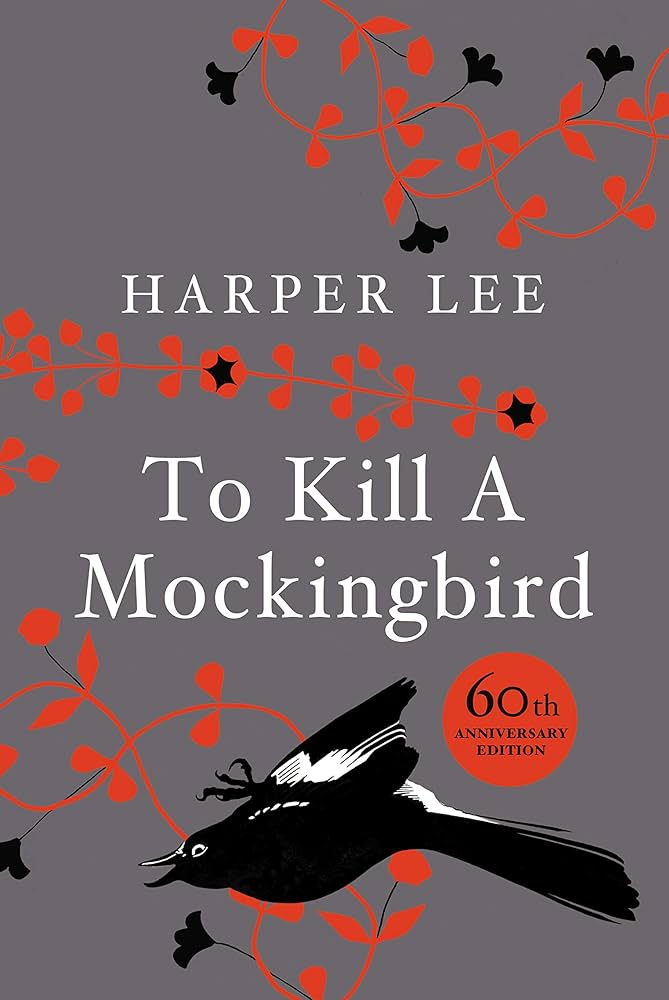 HARPER LEE
To Kill A
Mockingbird
60th
ANNIVERSARY
EDITION